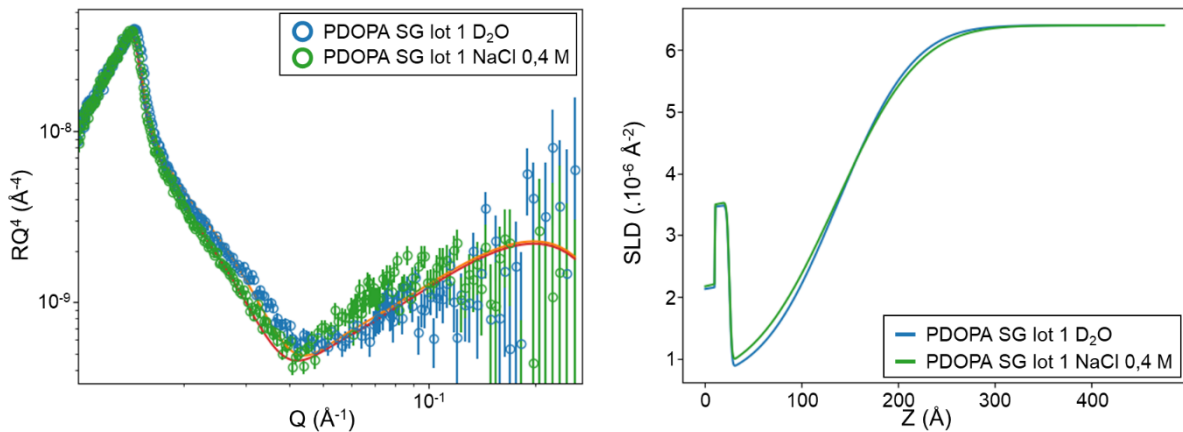 PDOPA SG lot 1 D₂O
PDOPA SG lot 1 NaCl 0,4 M
10⁻⁸
10⁻⁹
RQ⁴ (Å⁻⁴)
10⁻¹
Q (Å⁻¹)
6
5
4
3
2
1
SLD (.10⁻⁶ Å⁻²)
PDOPA SG lot 1 D₂O
PDOPA SG lot 1 NaCl 0,4 M
0 100 200 300 400
Z (Å)